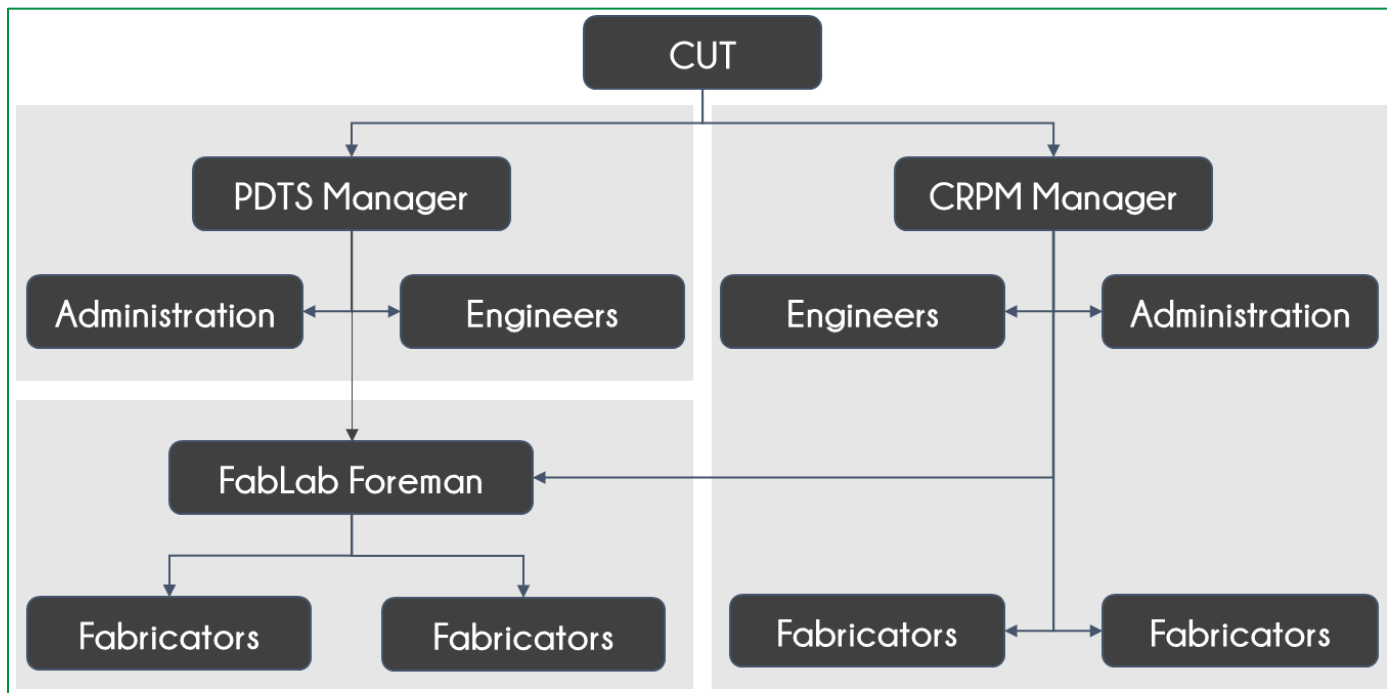 CUT
PDTS Manager
CRPM Manager
Administration
Engineers
Engineers
Administration
FabLab Foreman
Fabricators
Fabricators
Fabricators
Fabricators